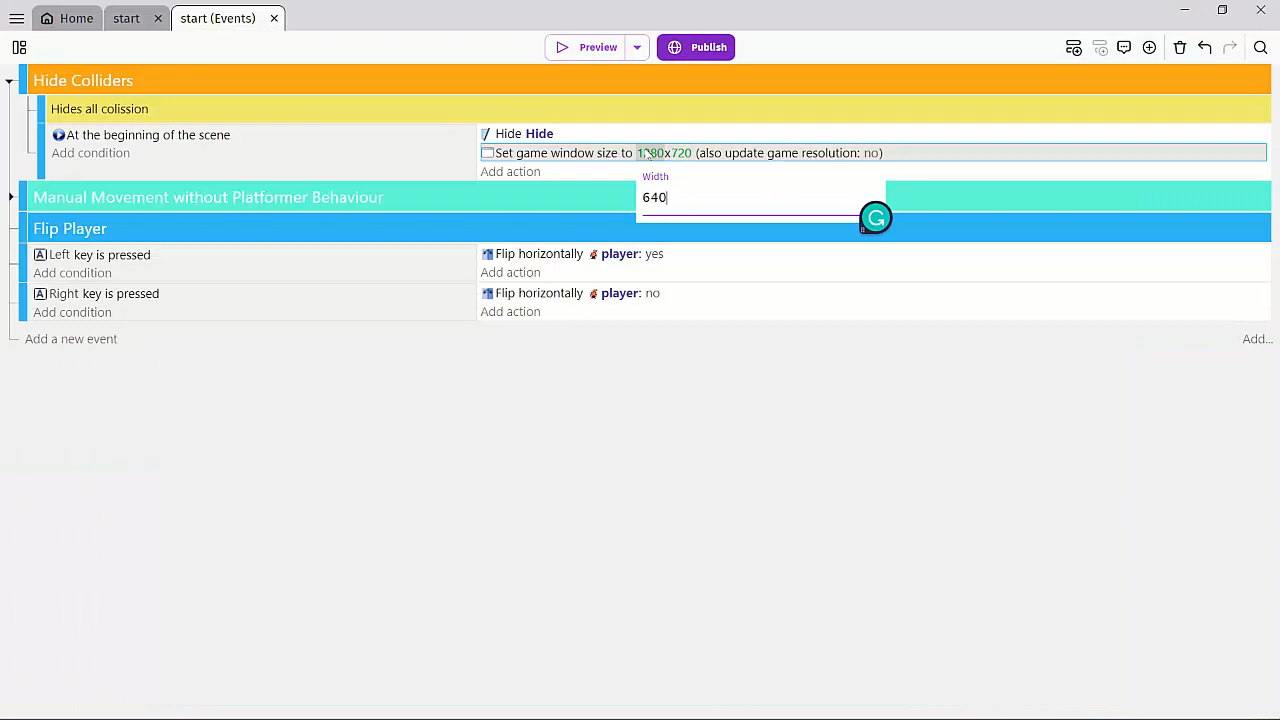 Home
start
start (Events)
Preview
Publish
Hide Colliders
Hides all colission
At the beginning of the scene
Add condition
Hide Hide
Set game window size to 1280x720 (also update game resolution: no)
Add action
Width
640
Manual Movement without Platformer Behaviour
Flip Player
Left key is pressed
Add condition
Flip horizontally player: yes
Add action
Right key is pressed
Add condition
Flip horizontally player: no
Add action
Add a new event
Add...